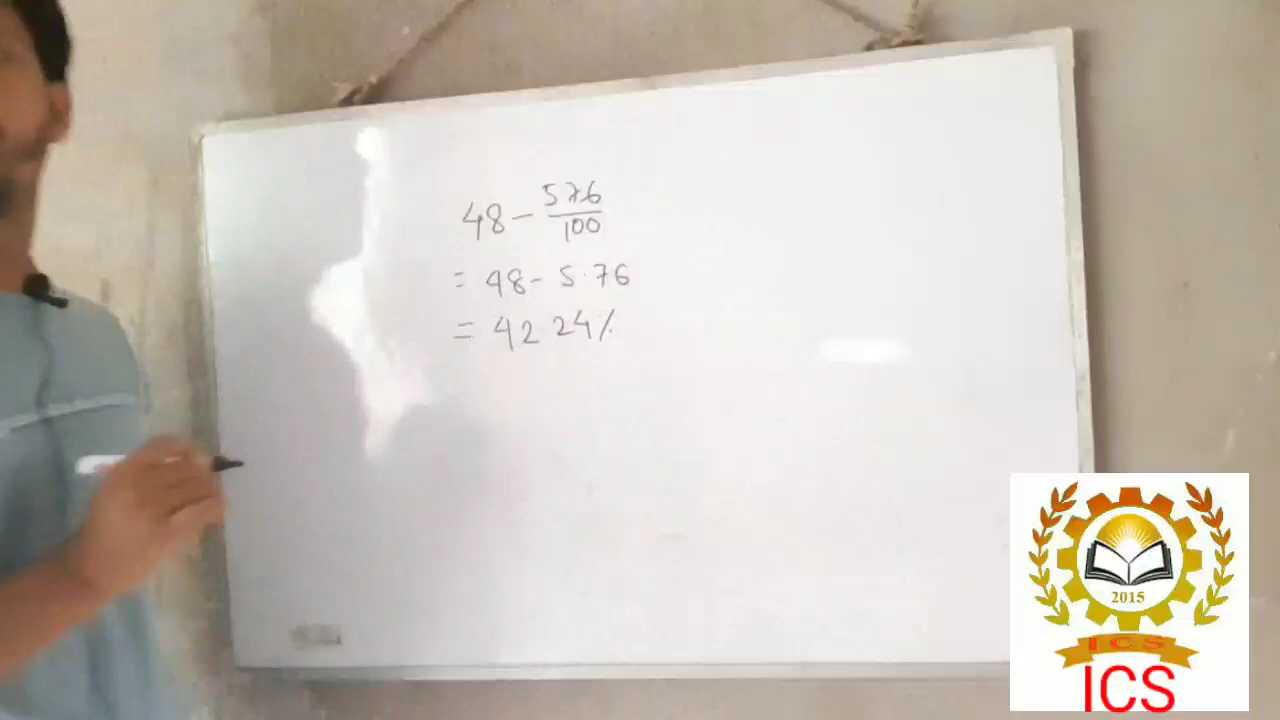 48 - 576/100
= 48 - 5.76
= 42 24%
2015
ICS
ICS